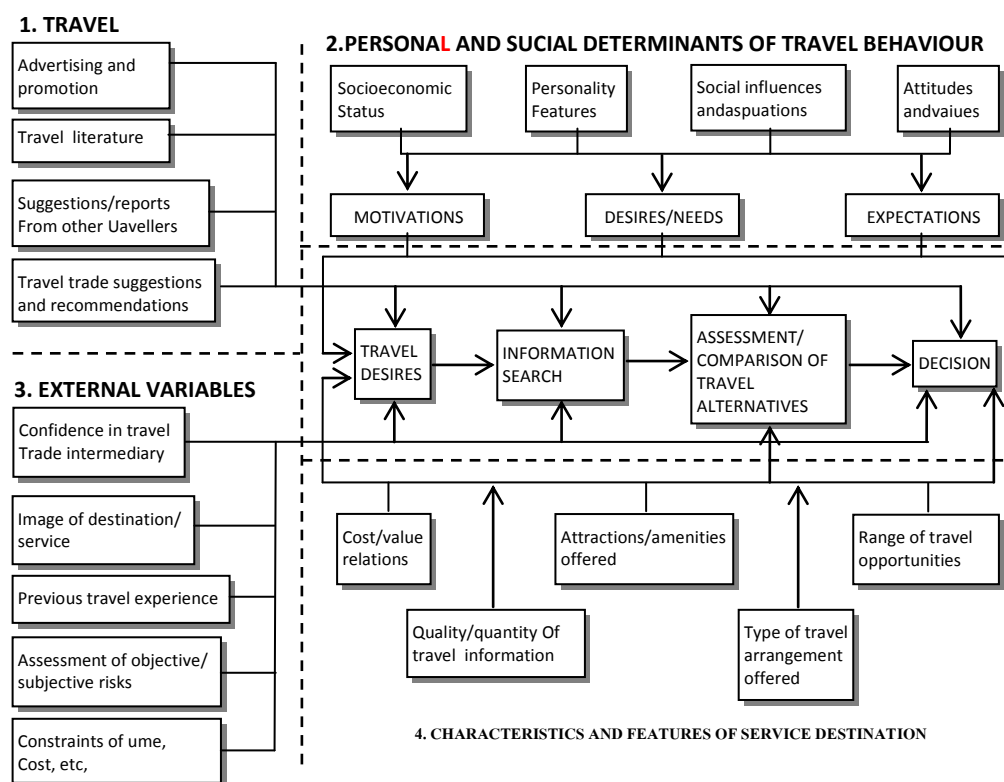 1. TRAVEL
Advertising and
promotion
Travel literature
Suggestions/reports
From other Uavellers
Travel trade suggestions
and recommendations
2.PERSONAL AND SUCIAL DETERMINANTS OF TRAVEL BEHAVIOUR
Socioeconomic
Status
Personality
Features
Social influences
andaspuations
Attitudes
andvaiues
MOTIVATIONS
DESIRES/NEEDS
EXPECTATIONS
TRAVEL
DESIRES
INFORMATION
SEARCH
ASSESSMENT/
COMPARISON OF
TRAVEL
ALTERNATIVES
DECISION
3. EXTERNAL VARIABLES
Confidence in travel
Trade intermediary
Image of destination/
service
Previous travel experience
Assessment of objective/
subjective risks
Constraints of ume,
Cost, etc,
Cost/value
relations
Attractions/amenities
offered
Range of travel
opportunities
Quality/quantity Of
travel information
Type of travel
arrangement
offered
4. CHARACTERISTICS AND FEATURES OF SERVICE DESTINATION